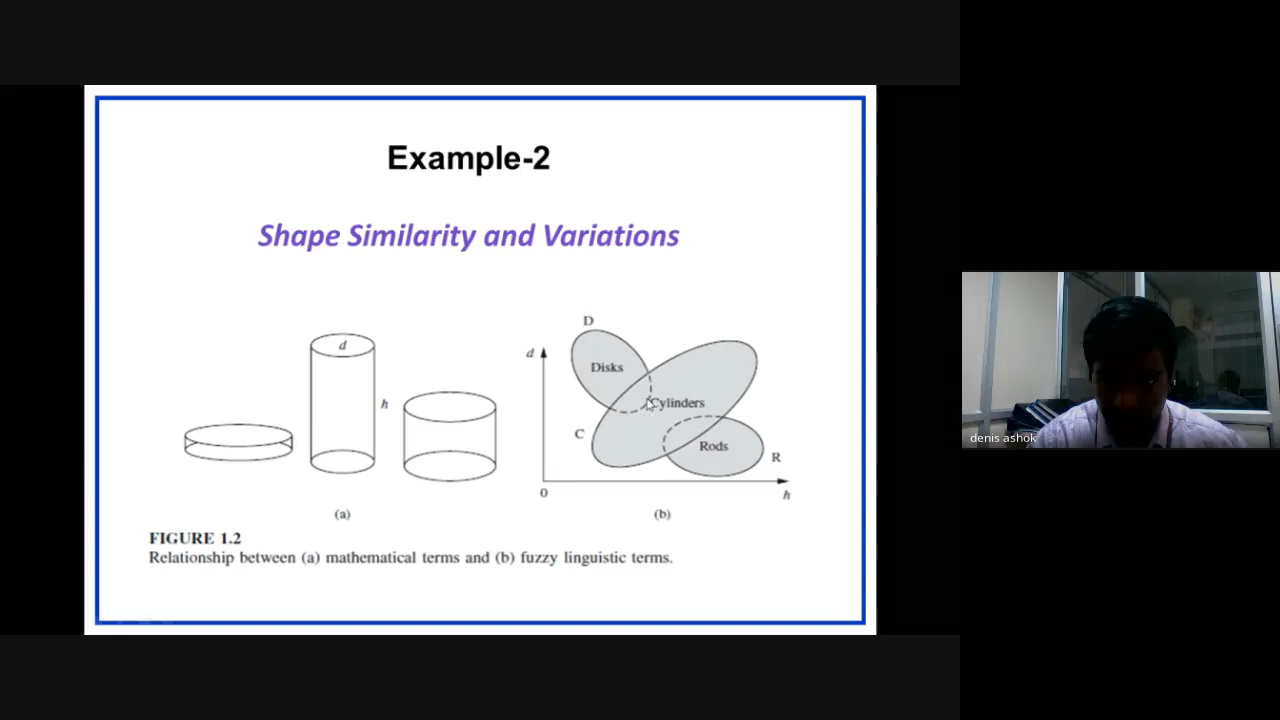 Example-2
Shape Similarity and Variations
d
h
(a)
D
d
Disks
Cylinders
C
Rods
R
0
h
(b)
FIGURE 1.2
Relationship between (a) mathematical terms and (b) fuzzy linguistic terms.
denis ashok